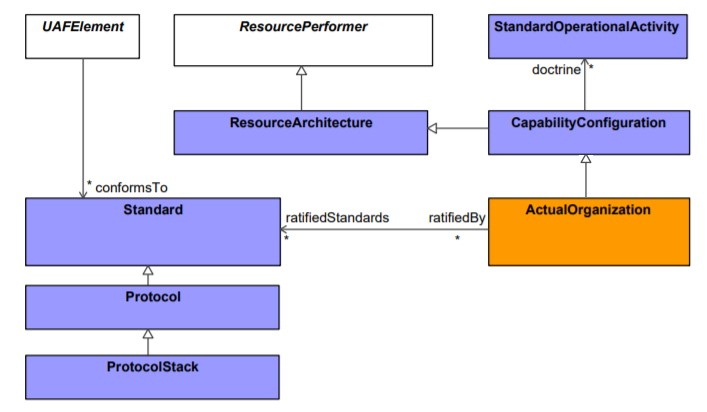 UAFElement
ResourcePerformer
StandardOperationalActivity
doctrine *
ResourceArchitecture
CapabilityConfiguration
* conformsTo
Standard
ratifiedStandards
*
ratifiedBy
*
ActualOrganization
Protocol
ProtocolStack